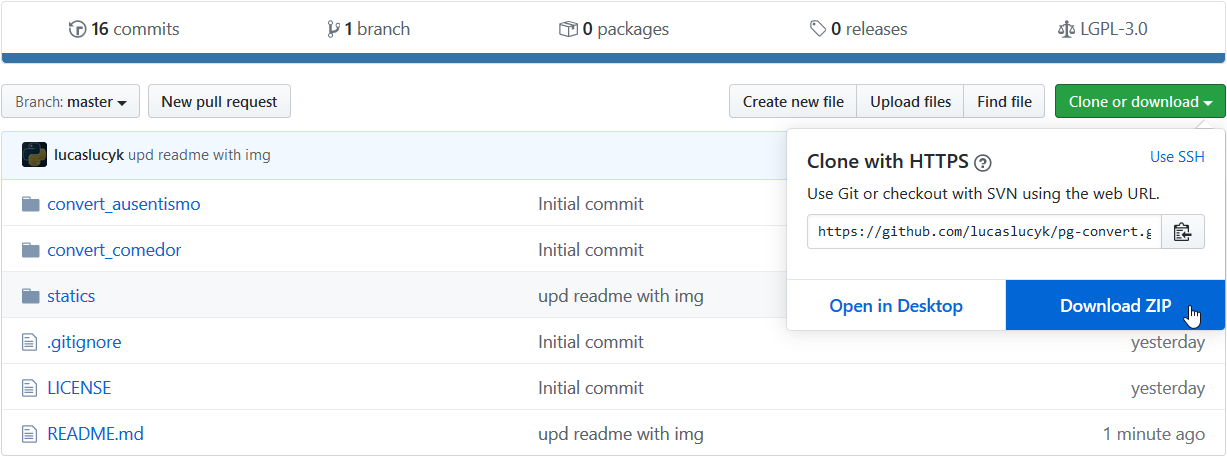 16 commits 1 branch 0 packages 0 releases LGPL-3.0
Branch: master New pull request Create new file Upload files Find file Clone or download
lucaslucyk upd readme with img
Clone with HTTPS ? Use SSH
Use Git or checkout with SVN using the web URL.
https://github.com/lucaslucyk/pg-convert.g
Open in Desktop Download ZIP
convert_ausentismo Initial commit
convert_comedor Initial commit
statics upd readme with img
.gitignore Initial commit yesterday
LICENSE Initial commit yesterday
README.md upd readme with img 1 minute ago